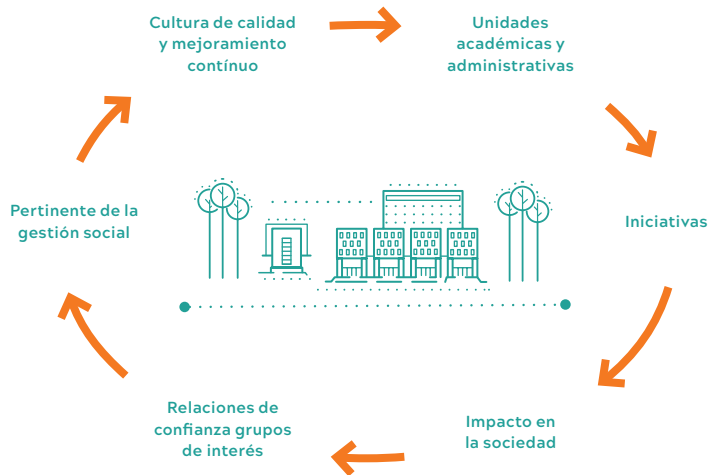 Cultura de calidad
y mejoramiento
contínuo
Unidades
académicas y
administrativas
Iniciativas
Impacto en
la sociedad
Relaciones de
confianza grupos
de interés
Pertinente de la
gestión social